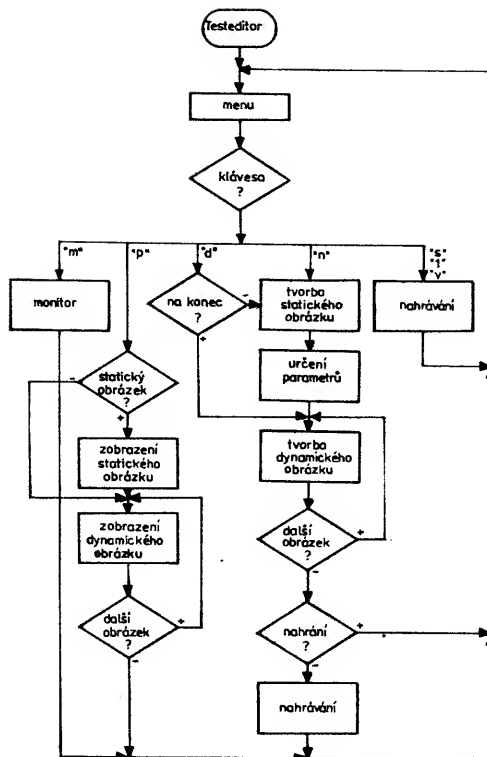 Testeditor
menu
klávesa
?
"m"
"p"
"d"
"n"
"s"
"1"
"v"
monitor
na konec
?
-
+
tvorba
statického
obrázku
nahrávání
statický
obrázek
?
-
+
určení
parametrů
zobrazení
statického
obrázku
tvorba
dynamického
obrázku
zobrazení
dynamického
obrázku
další
obrázek
?
+
-
další
obrázek
?
+
-
nahrání
?
+
-
nahrávání